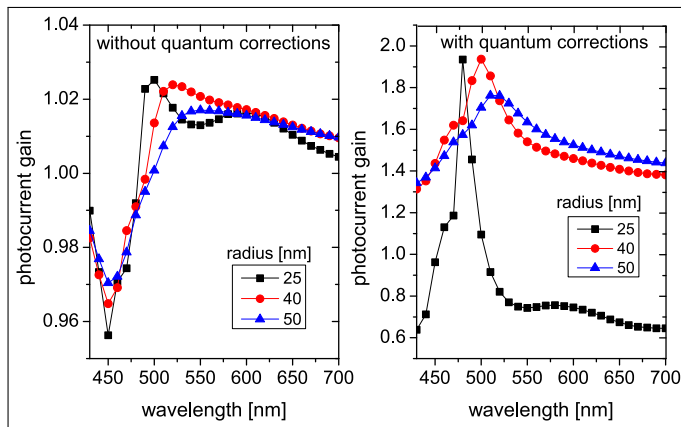 without quantum corrections
1.04
1.02
1.00
0.98
0.96
photocurrent gain
radius [nm]
25
40
50
450 500 550 600 650 700
wavelength [nm]
with quantum corrections
2.0
1.8
1.6
1.4
1.2
1.0
0.8
0.6
photocurrent gain
radius [nm]
25
40
50
450 500 550 600 650 700
wavelength [nm]